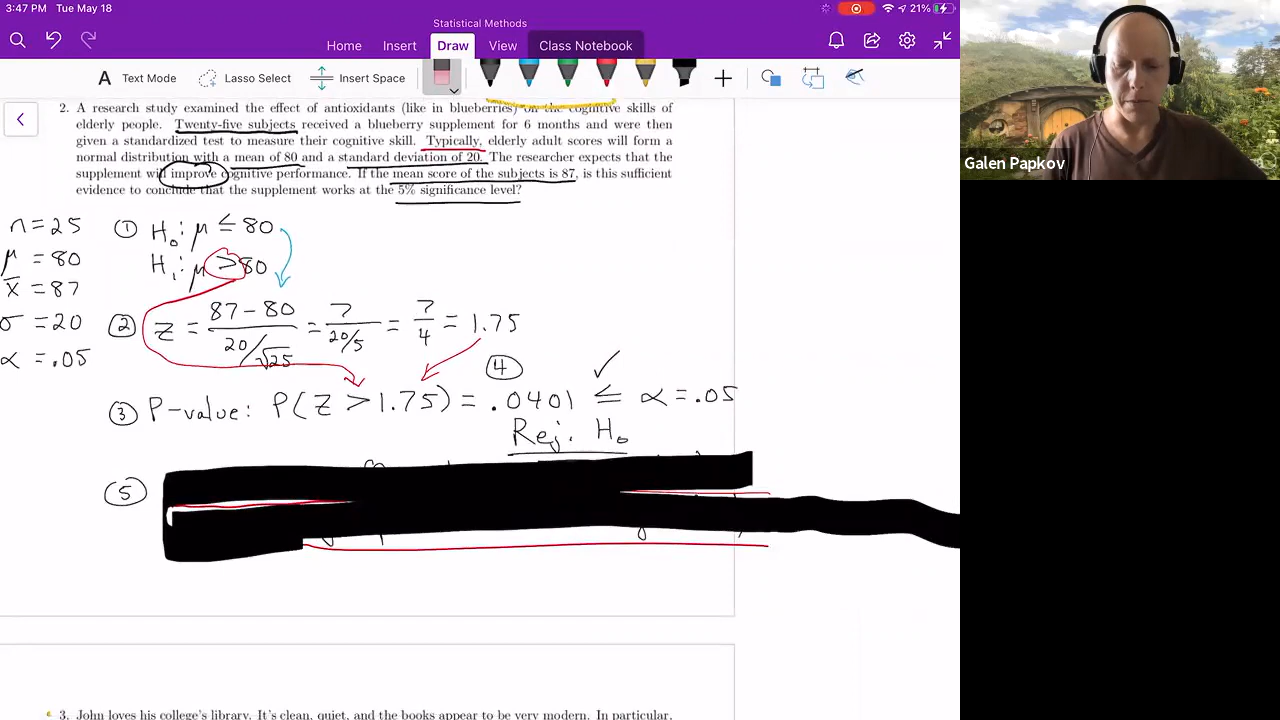 3:47 PM Tue May 18
21%
Statistical Methods
Home Insert Draw View Class Notebook
Text Mode Lasso Select Insert Space
2. A research study examined the effect of antioxidants (like in blueberries) on the cognitive skills of
elderly people. Twenty-five subjects received a blueberry supplement for 6 months and were then
given a standardized test to measure their cognitive skill. Typically, elderly adult scores will form a
normal distribution with a mean of 80 and a standard deviation of 20. The researcher expects that the
supplement will improve cognitive performance. If the mean score of the subjects is 87, is this sufficient
evidence to conclude that the supplement works at the 5% significance level?
n = 25
μ = 80
x̄ = 87
σ = 20
α = .05
① H₀: μ ≤ 80
H₁: μ > 80
② Z = (87 - 80)/(20/√25) = 7/(20/5) = 7/4 = 1.75
④ ✓
③ P-value: P(Z > 1.75) = .0401 ≤ α = .05
Rej. H₀
⑤
3. John loves his college's library. It's clean, quiet, and the books appear to be very modern. In particular,
Galen Papkov